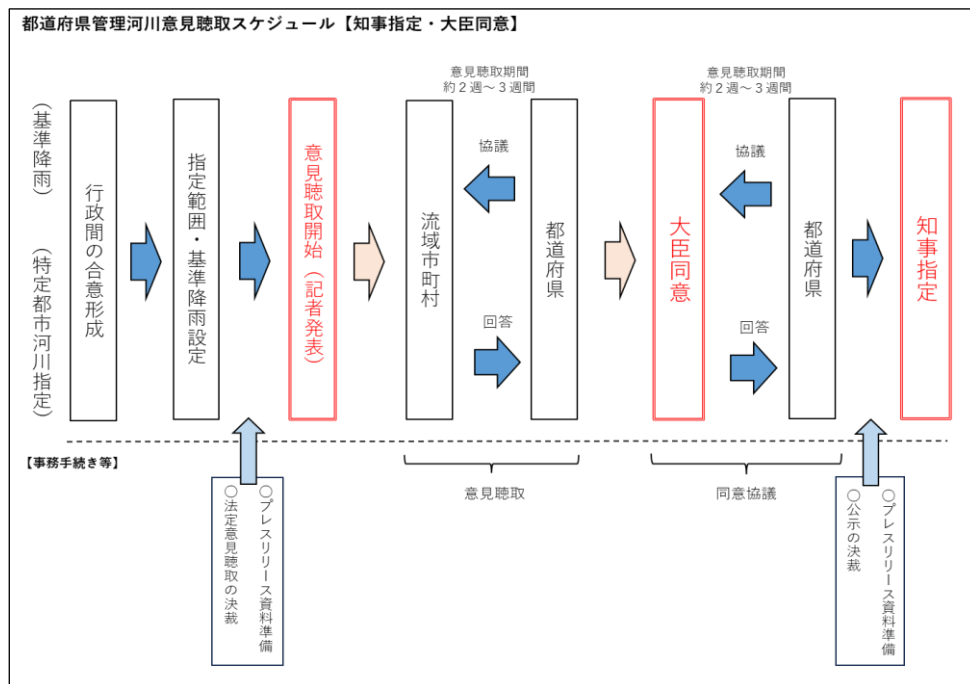 都道府県管理河川意見聴取スケジュール【知事指定・大臣同意】
意見聴取期間
約２週～３週間
意見聴取期間
約２週～３週間
（基準降雨）
（特定都市河川指定）
行政間の合意形成
指定範囲・基準降雨設定
意見聴取開始（記者発表）
流域市町村
協議
回答
都道府県
大臣同意
協議
回答
都道府県
知事指定
【事務手続き等】
意見聴取
同意協議
○プレスリリース資料準備
○法定意見聴取の決裁
○プレスリリース資料準備
○公示の決裁